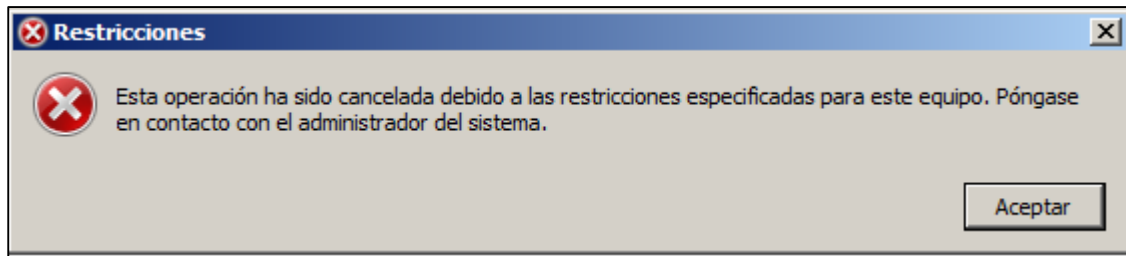 Restricciones
Esta operación ha sido cancelada debido a las restricciones especificadas para este equipo. Póngase
en contacto con el administrador del sistema.
Aceptar